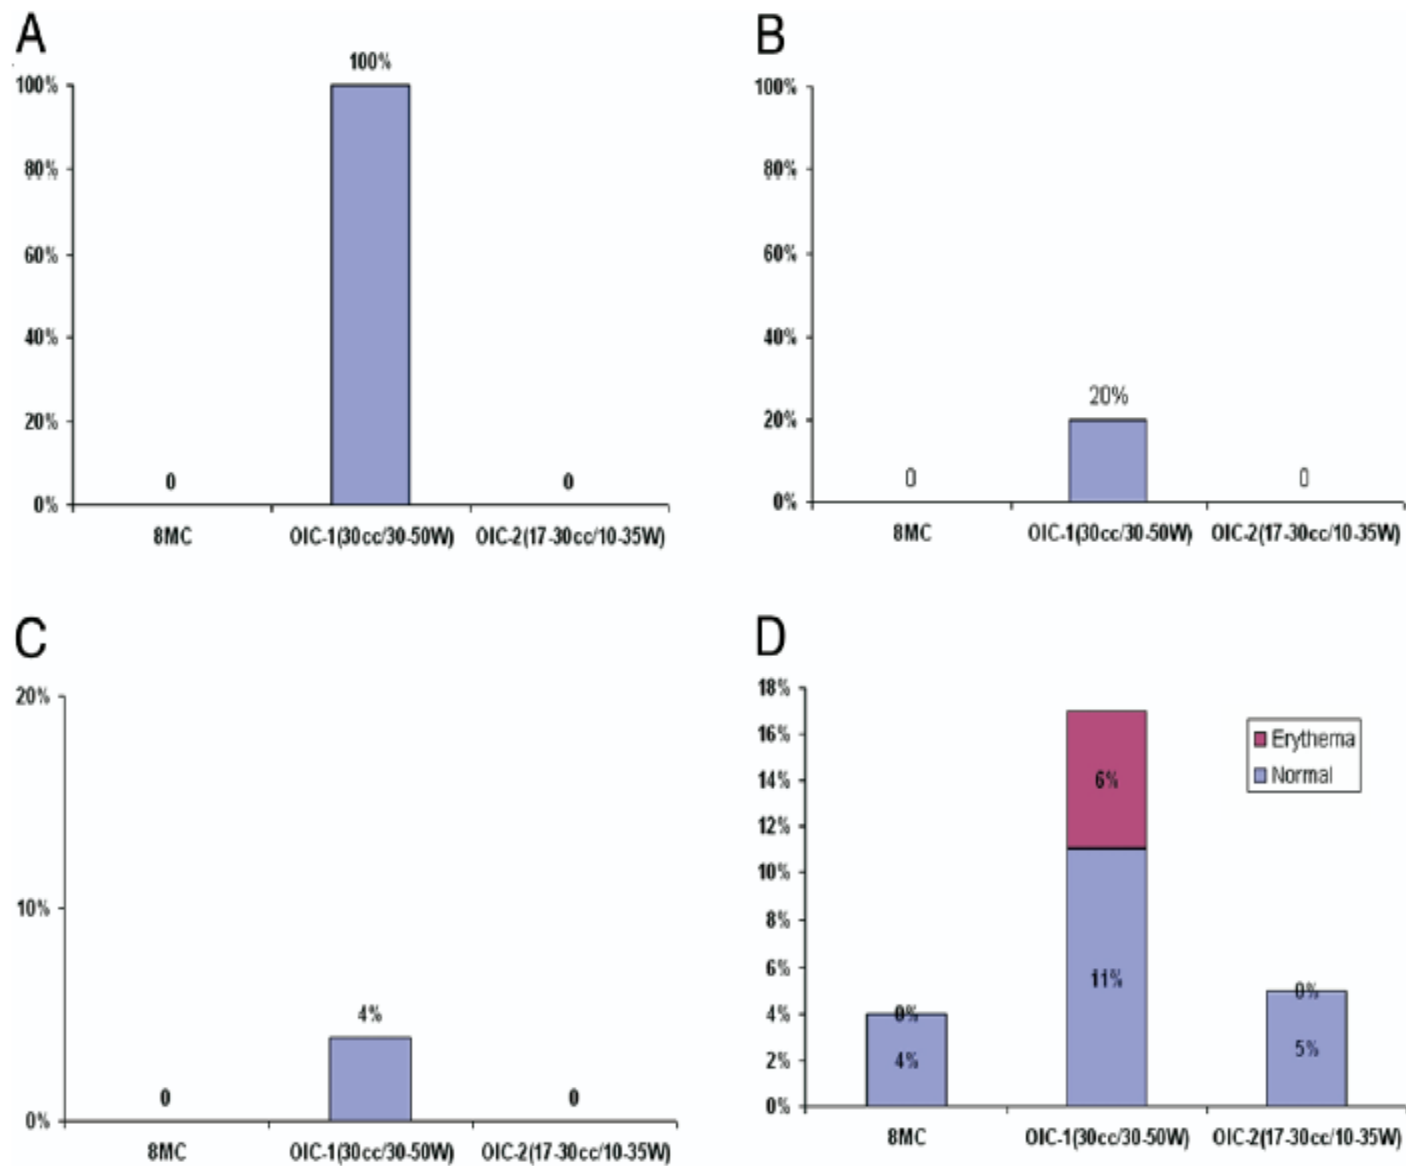 A
100%
100%
80%
60%
40%
20%
0%
0
0
8MC
OIC-1(30cc/30-50W)
OIC-2(17-30cc/10-35W)
B
100%
80%
60%
40%
20%
0%
0
20%
0
8MC
OIC-1(30cc/30-50W)
OIC-2(17-30cc/10-35W)
C
20%
10%
0%
0
4%
0
8MC
OIC-1(30cc/30-50W)
OIC-2(17-30cc/10-35W)
D
18%
16%
14%
12%
10%
8%
6%
4%
2%
0%
Erythema
Normal
0%
4%
6%
11%
0%
5%
8MC
OIC-1(30cc/30-50W)
OIC-2(17-30cc/10-35W)